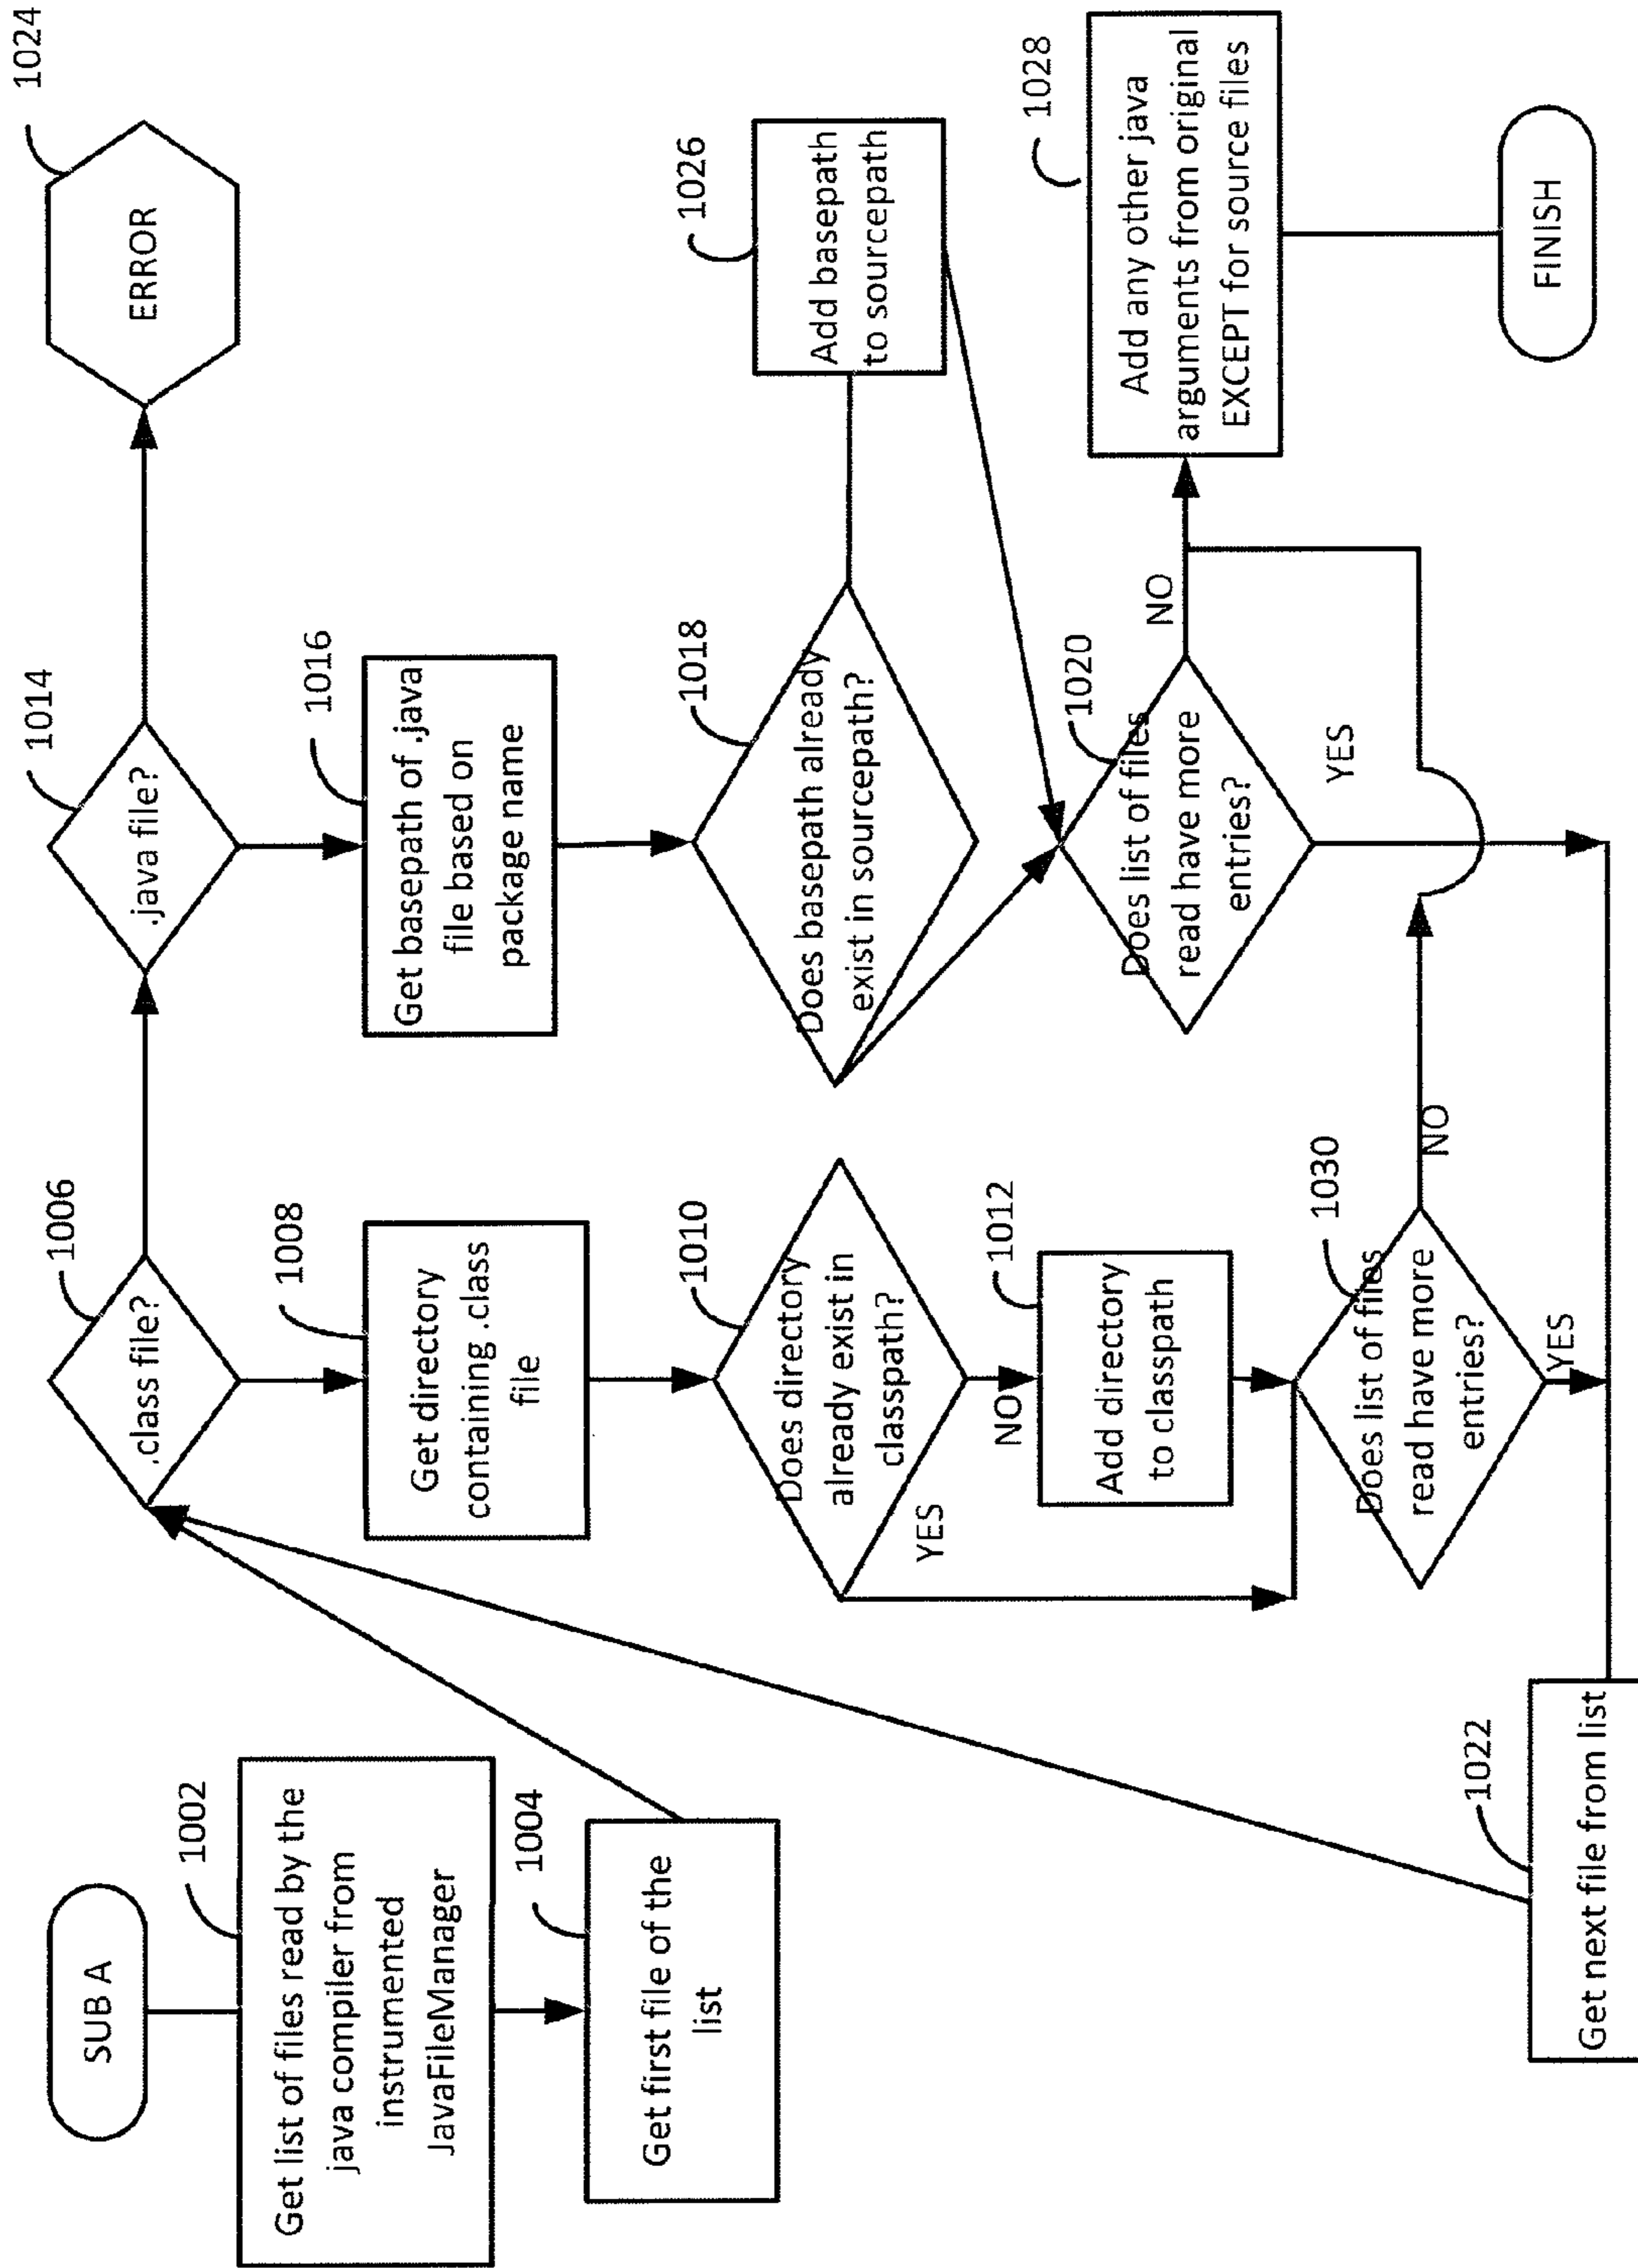 SUB A
1002
Get list of files read by the
java compiler from
instrumented
JavaFileManager
1004
Get first file of the
list
1022
Get next file from list
1006
.class file?
1008
Get directory
containing .class
file
1010
Does directory
already exist in
classpath?
YES
NO
1012
Add directory
to classpath
1030
Does list of files
read have more
entries?
YES
NO
1014
.java file?
1016
Get basepath of .java
file based on
package name
1018
Does basepath already
exist in sourcepath?
1020
Does list of files
read have more
entries?
NO
YES
1024
ERROR
1026
Add basepath
to sourcepath
1028
Add any other java
arguments from original
EXCEPT for source files
FINISH